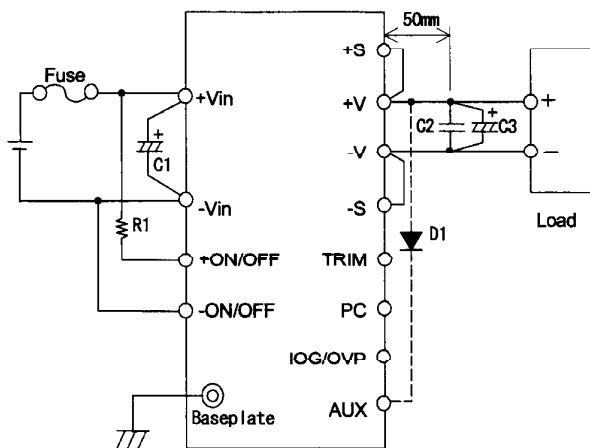 50mm
+S
Fuse
+Vin
+V
+
+
C2
C3
+
C1
-V
−
-Vin
-S
Load
R1
D1
+ON/OFF
TRIM
-ON/OFF
PC
IOG/OVP
Baseplate
AUX